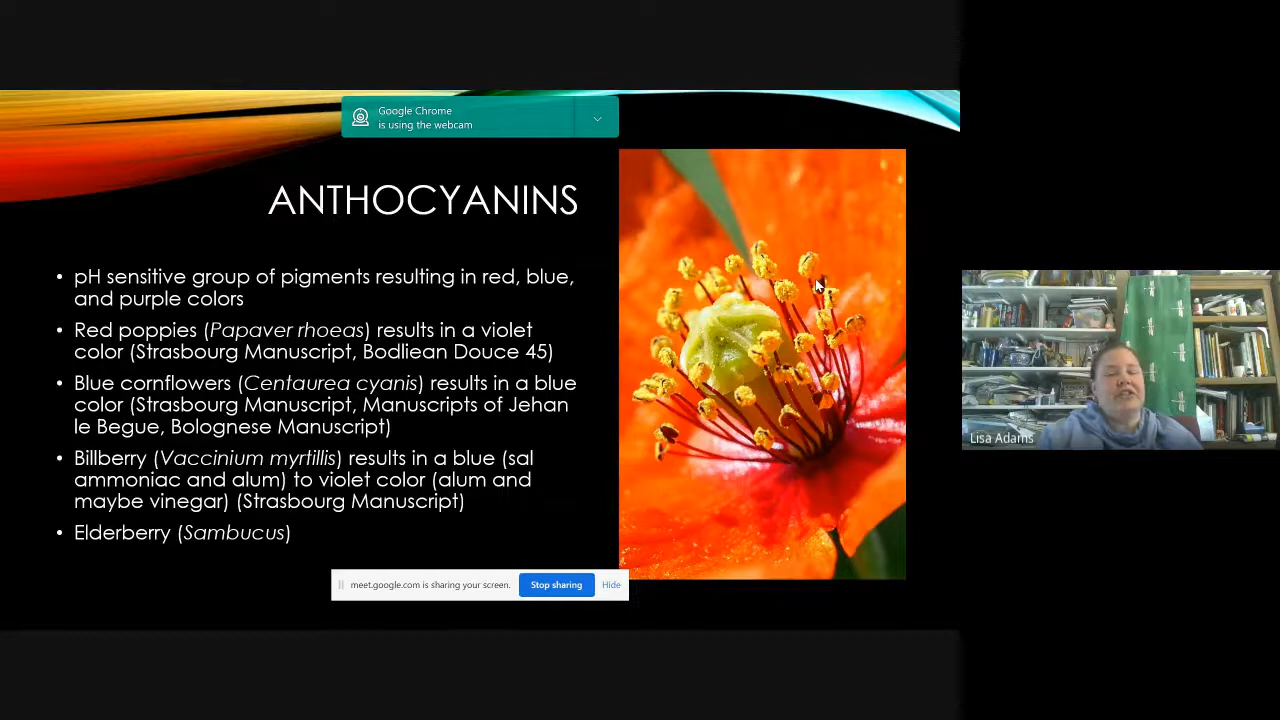 Google Chrome
is using the webcam
ANTHOCYANINS
• pH sensitive group of pigments resulting in red, blue,
and purple colors
• Red poppies (Papaver rhoeas) results in a violet
color (Strasbourg Manuscript, Bodliean Douce 45)
• Blue cornflowers (Centaurea cyanis) results in a blue
color (Strasbourg Manuscript, Manuscripts of Jehan
le Begue, Bolognese Manuscript)
• Billberry (Vaccinium myrtillis) results in a blue (sal
ammoniac and alum) to violet color (alum and
maybe vinegar) (Strasbourg Manuscript)
• Elderberry (Sambucus)
meet.google.com is sharing your screen. Stop sharing Hide
Lisa Adams